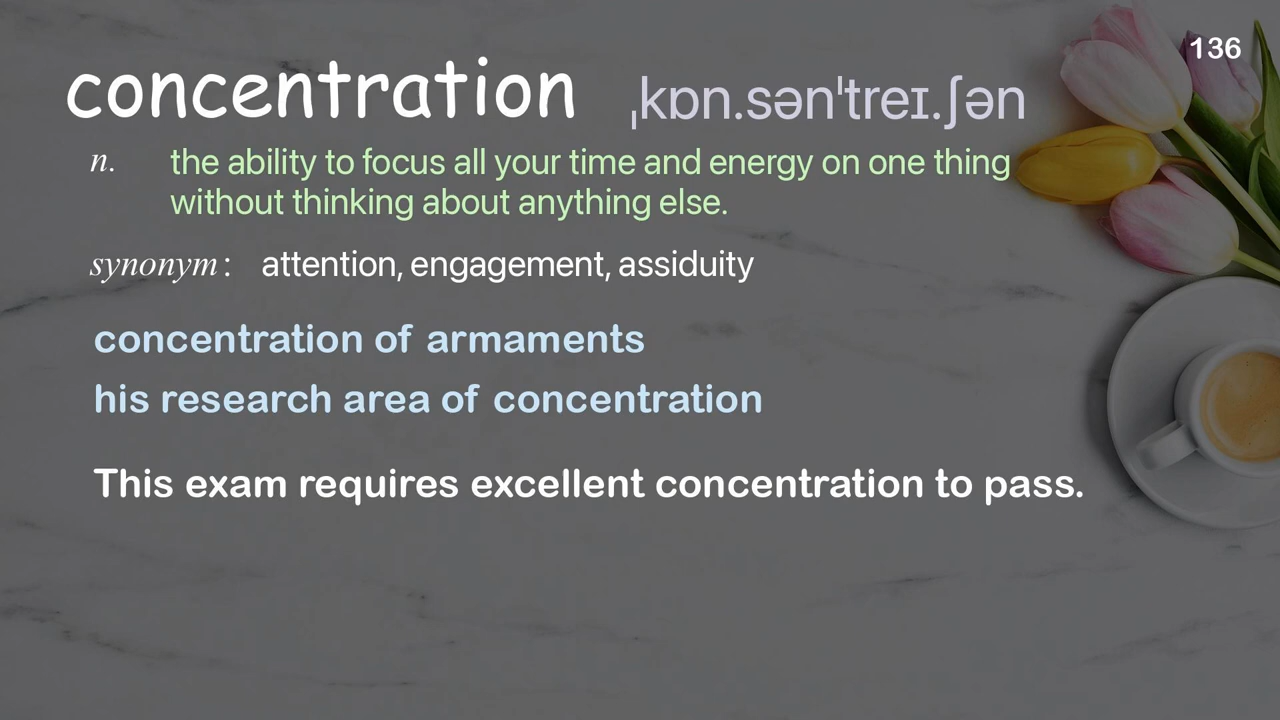 136
concentration ˌkɒn.sənˈtreɪ.ʃən
n. the ability to focus all your time and energy on one thing
without thinking about anything else.
synonym : attention, engagement, assiduity
concentration of armaments
his research area of concentration
This exam requires excellent concentration to pass.